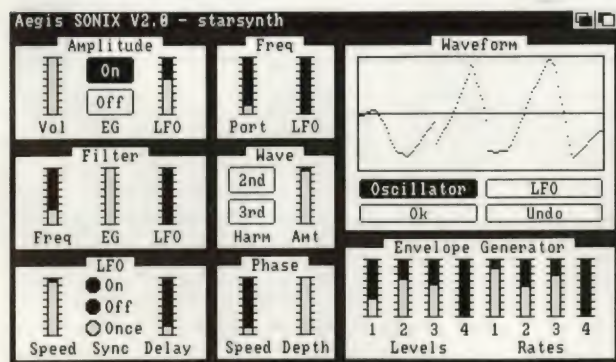 Aegis SONIX V2.0 - starsynth
Amplitude
On
Off
Vol EG LFO
Freq
Port LFO
Waveform
Oscillator LFO
Ok Undo
Filter
Freq EG LFO
Wave
2nd
3rd
Harm Amt
LFO
On
Off
Once
Speed Sync Delay
Phase
Speed Depth
Envelope Generator
1 2 3 4 1 2 3 4
Levels Rates